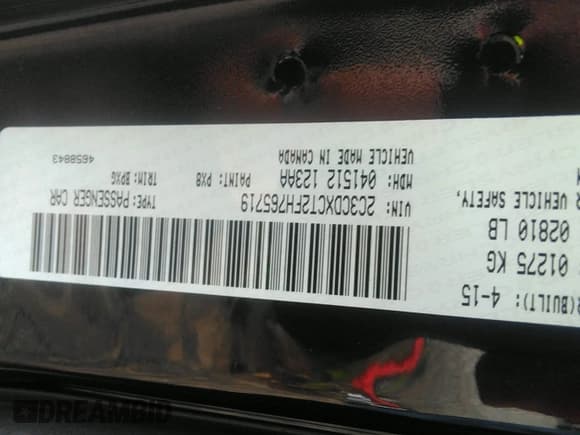 R(BUILT): 4-15
01275 KG
02810 LB
R VEHICLE SAFETY,
VIN: 2C3CDXCT2FH765719 TYPE: PASSENGER CAR
MDH: 041512 123AA PAINT: PX8 TRIM: BPXG
VEHICLE MADE IN CANADA 4658843
DREAMBID